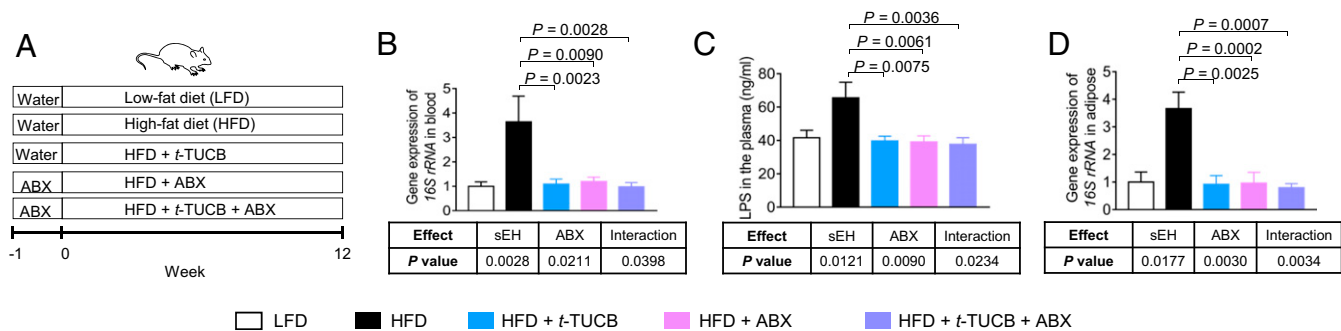 A
Water Low-fat diet (LFD)
Water High-fat diet (HFD)
Water HFD + t-TUCB
ABX HFD + ABX
ABX HFD + t-TUCB + ABX
-1 0 12
Week
B
P = 0.0028
P = 0.0090
P = 0.0023
Gene expression of
16S rRNA in blood
5
4
3
2
1
0
Effect sEH ABX Interaction
P value 0.0028 0.0211 0.0398
C
P = 0.0036
P = 0.0061
P = 0.0075
LPS in the plasma (ng/ml)
80
60
40
20
0
Effect sEH ABX Interaction
P value 0.0121 0.0090 0.0234
D
P = 0.0007
P = 0.0002
P = 0.0025
Gene expression of
16S rRNA in adipose
5
4
2
1
0
Effect sEH ABX Interaction
P value 0.0177 0.0030 0.0034
LFD HFD HFD + t-TUCB HFD + ABX HFD + t-TUCB + ABX